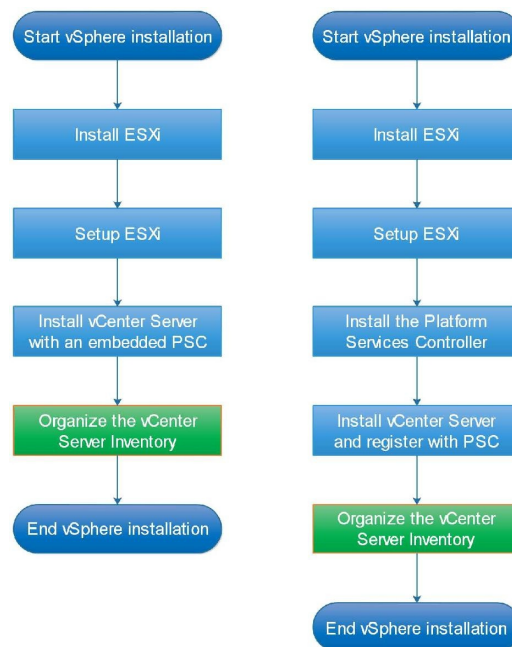 Start vSphere installation
Install ESXi
Setup ESXi
Install vCenter Server
with an embedded PSC
Organize the vCenter
Server Inventory
End vSphere installation
Start vSphere installation
Install ESXi
Setup ESXi
Install the Platform
Services Controller
Install vCenter Server
and register with PSC
Organize the vCenter
Server Inventory
End vSphere installation